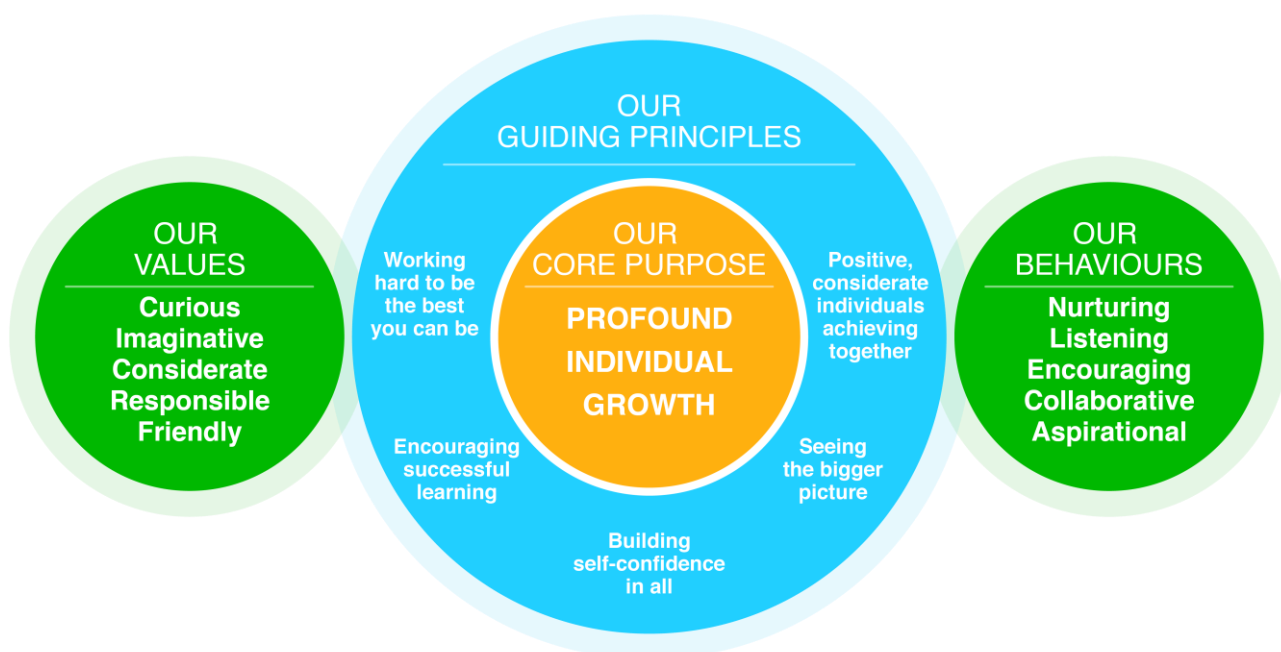 OUR
VALUES
Curious
Imaginative
Considerate
Responsible
Friendly
OUR
GUIDING PRINCIPLES
Working
hard to be
the best
you can be
Encouraging
successful
learning
Building
self-confidence
in all
Seeing
the bigger
picture
Positive,
considerate
individuals
achieving
together
OUR
CORE PURPOSE
PROFOUND
INDIVIDUAL
GROWTH
OUR
BEHAVIOURS
Nurturing
Listening
Encouraging
Collaborative
Aspirational